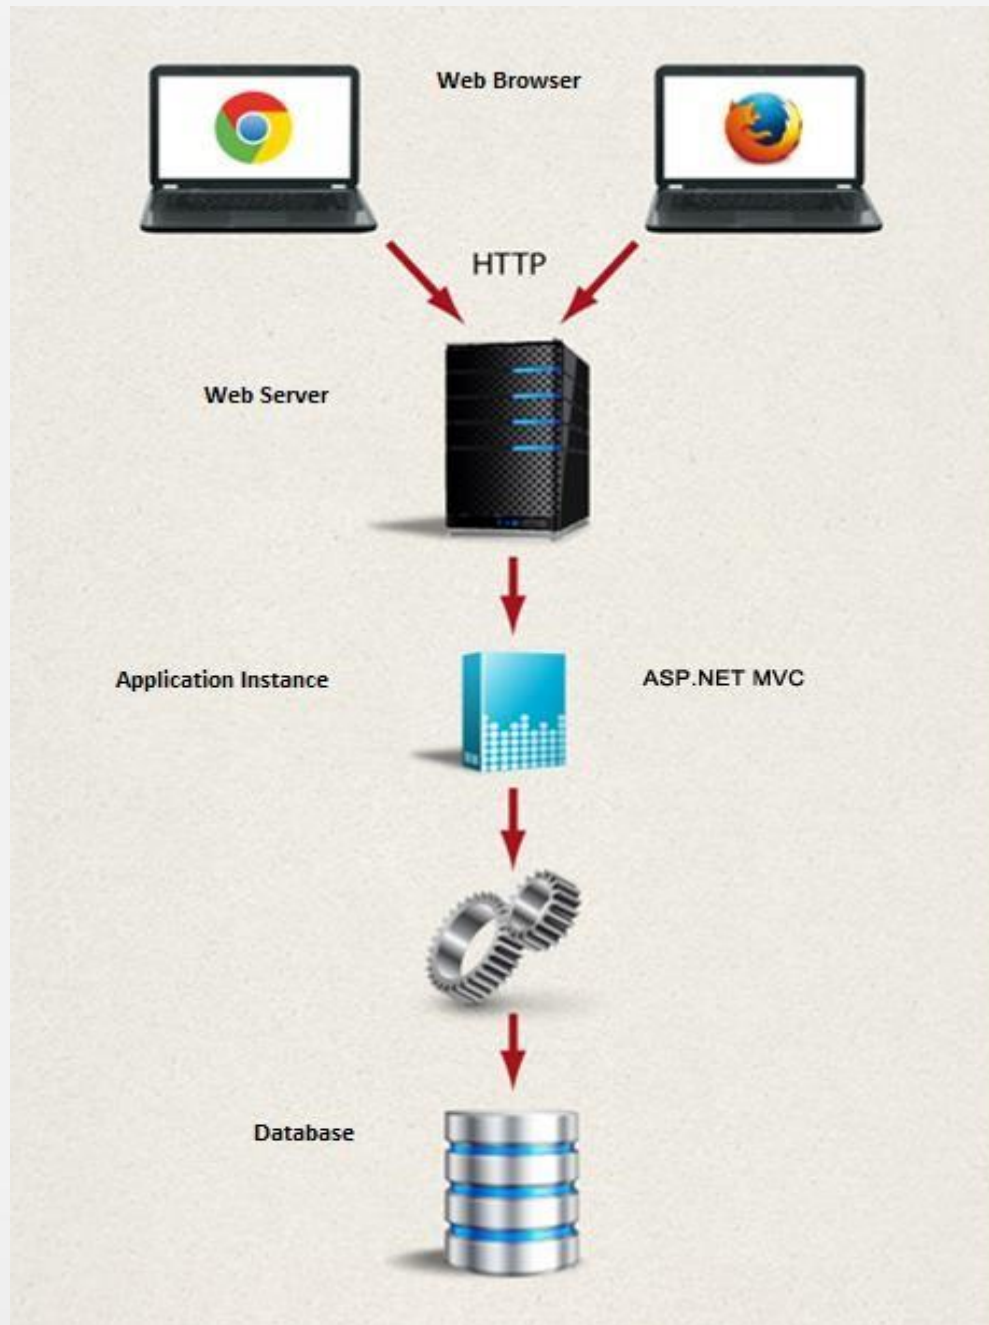 Web Browser
HTTP
Web Server
Application Instance
ASP.NET MVC
Database